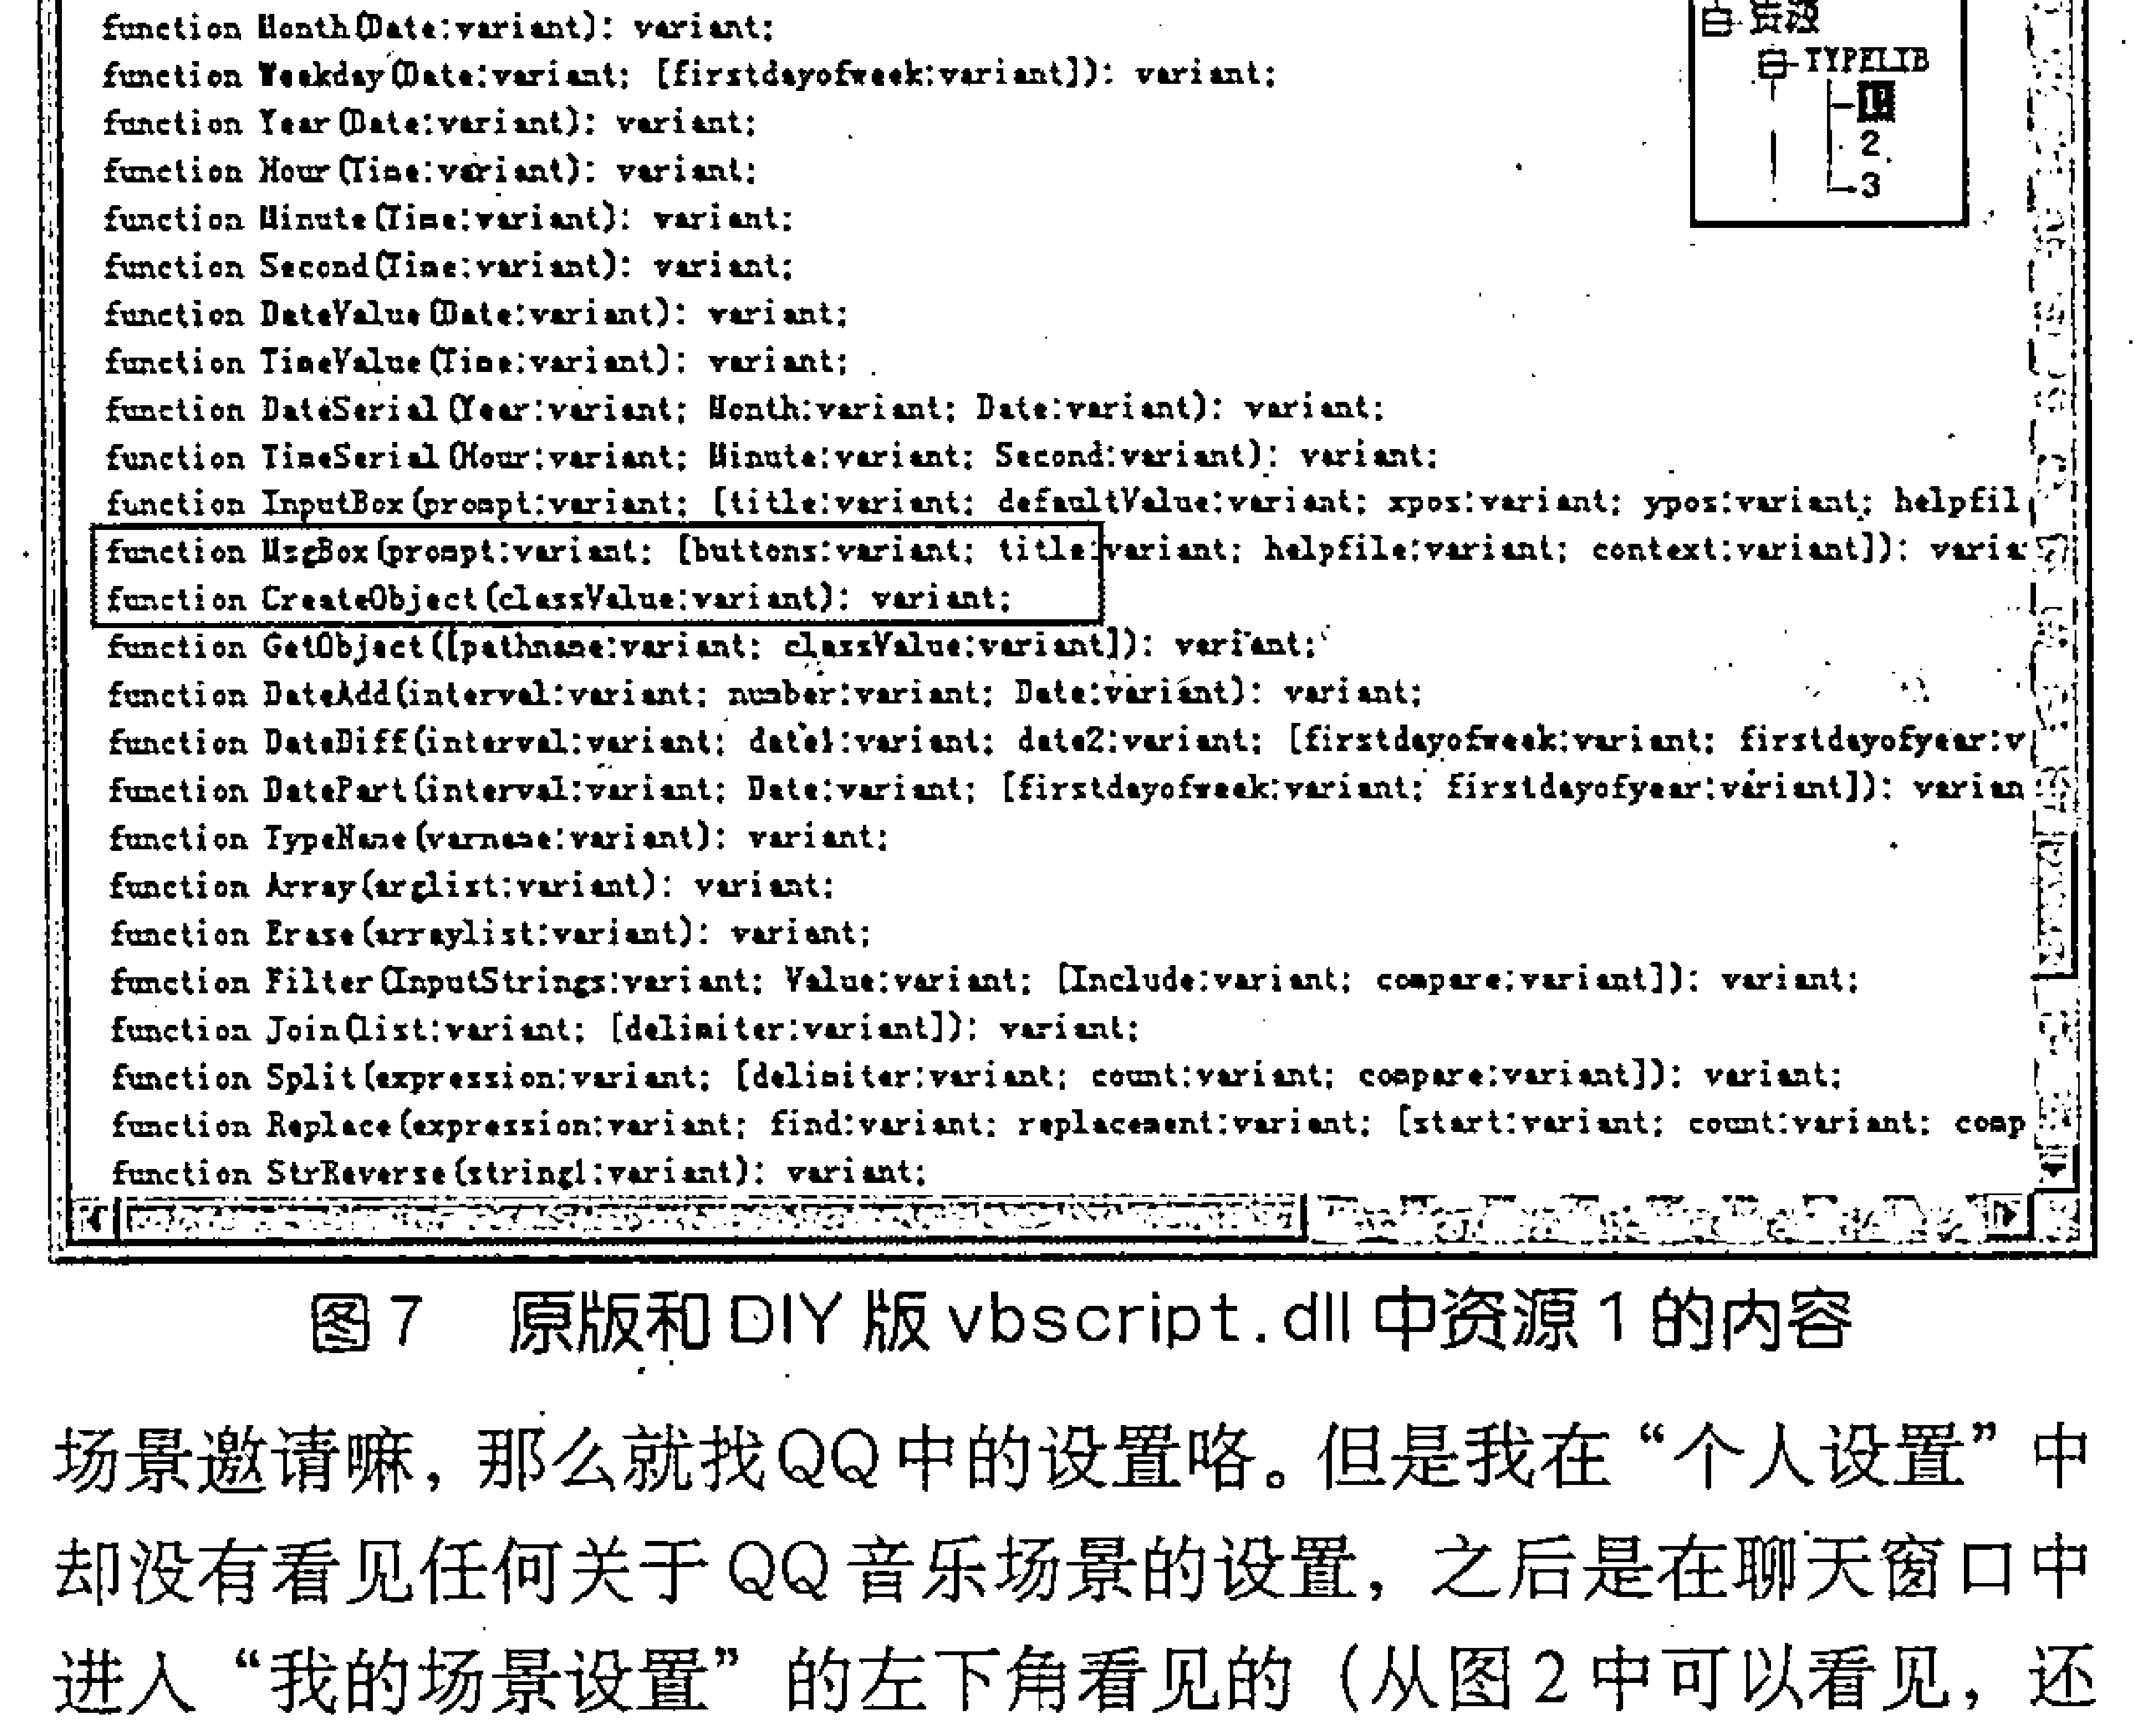 function Month(Date:variant): variant;
function Weekday(Date:variant; [firstdayofweek:variant]): variant;
function Year(Date:variant): variant;
function Hour(Time:variant): variant;
function Minute(Time:variant): variant;
function Second(Time:variant): variant;
function DateValue(Date:variant): variant;
function TimeValue(Time:variant): variant;
function DateSerial(Year:variant; Month:variant; Date:variant): variant;
function TimeSerial(Hour:variant; Minute:variant; Second:variant): variant;
function InputBox(prompt:variant; [title:variant; defaultValue:variant; xpos:variant; ypos:variant; helpfil
function MsgBox(prompt:variant; [buttons:variant; title:variant; helpfile:variant; context:variant]): varia
function CreateObject(classValue:variant): variant;
function GetObject([pathname:variant; classValue:variant]): variant;
function DateAdd(interval:variant; number:variant; Date:variant): variant;
function DateDiff(interval:variant; date1:variant; date2:variant; [firstdayofweek:variant; firstdayofyear:v
function DatePart(interval:variant; Date:variant; [firstdayofweek:variant; firstdayofyear:variant]): varian
function TypeName(varname:variant): variant;
function Array(arglist:variant): variant;
function Erase(arraylist:variant): variant;
function Filter(InputStrings:variant; Value:variant; [Include:variant; compare:variant]): variant;
function Join(list:variant; [delimiter:variant]): variant;
function Split(expression:variant; [delimiter:variant; count:variant; compare:variant]): variant;
function Replace(expression:variant; find:variant; replacement:variant; [start:variant; count:variant; comp
function StrReverse(string1:variant): variant;
资源
TYPELIB
1
2
3
图7 原版和DIY版vbscript.dll中资源1的内容
场景邀请嘛，那么就找QQ中的设置咯。但是我在“个人设置”中
却没有看见任何关于QQ音乐场景的设置，之后是在聊天窗口中
进入“我的场景设置”的左下角看见的（从图2中可以看见，还